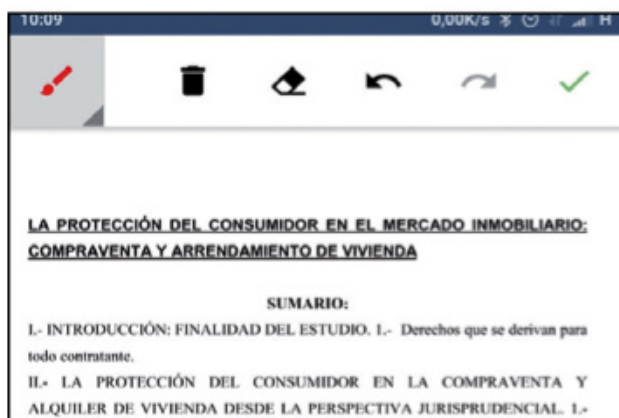 10:09 0,00K/s H
LA PROTECCIÓN DEL CONSUMIDOR EN EL MERCADO INMOBILIARIO:
COMPRAVENTA Y ARRENDAMIENTO DE VIVIENDA
SUMARIO:
I.- INTRODUCCIÓN: FINALIDAD DEL ESTUDIO. 1.- Derechos que se derivan para
todo contratante.
II.- LA PROTECCIÓN DEL CONSUMIDOR EN LA COMPRAVENTA Y
ALQUILER DE VIVIENDA DESDE LA PERSPECTIVA JURISPRUDENCIAL. 1.-